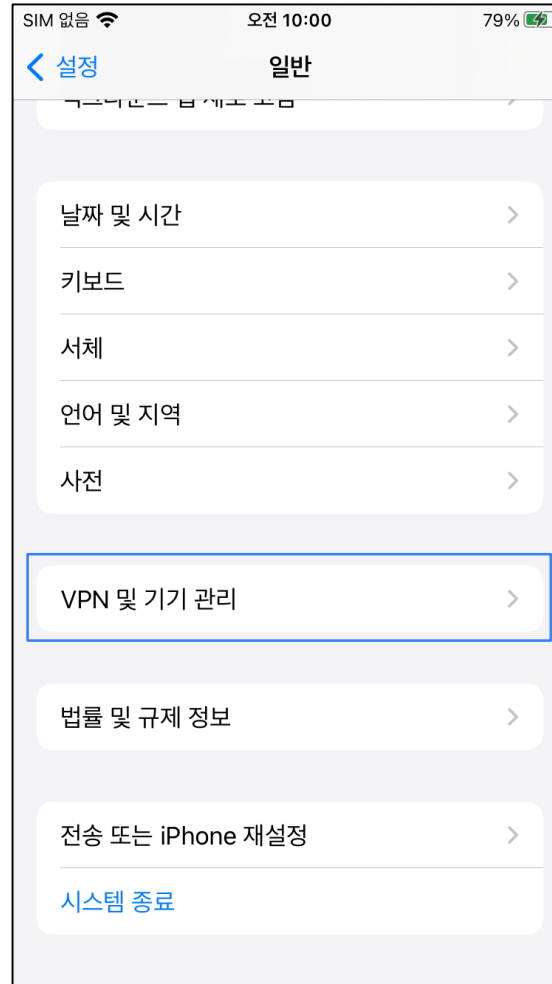 SIM 없음 오전 10:00 79%
설정 일반
날짜 및 시간
키보드
서체
언어 및 지역
사전
VPN 및 기기 관리
법률 및 규제 정보
전송 또는 iPhone 재설정
시스템 종료